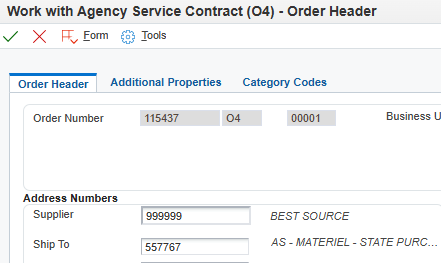 Work with Agency Service Contract (O4) - Order Header
Form Tools
Order Header Additional Properties Category Codes
Order Number 115437 O4 00001 Business U
Address Numbers
Supplier 999999 BEST SOURCE
Ship To 557767 AS - MATERIEL - STATE PURC...